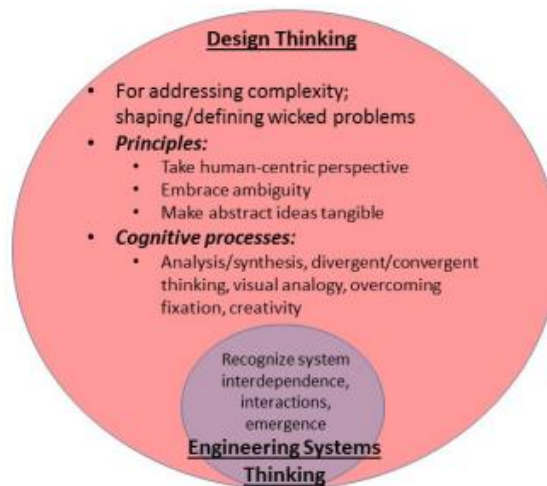 Design Thinking
• For addressing complexity;
shaping/defining wicked problems
• Principles:
• Take human-centric perspective
• Embrace ambiguity
• Make abstract ideas tangible
• Cognitive processes:
• Analysis/synthesis, divergent/convergent
thinking, visual analogy, overcoming
fixation, creativity
Recognize system
interdependence,
interactions,
emergence
Engineering Systems
Thinking